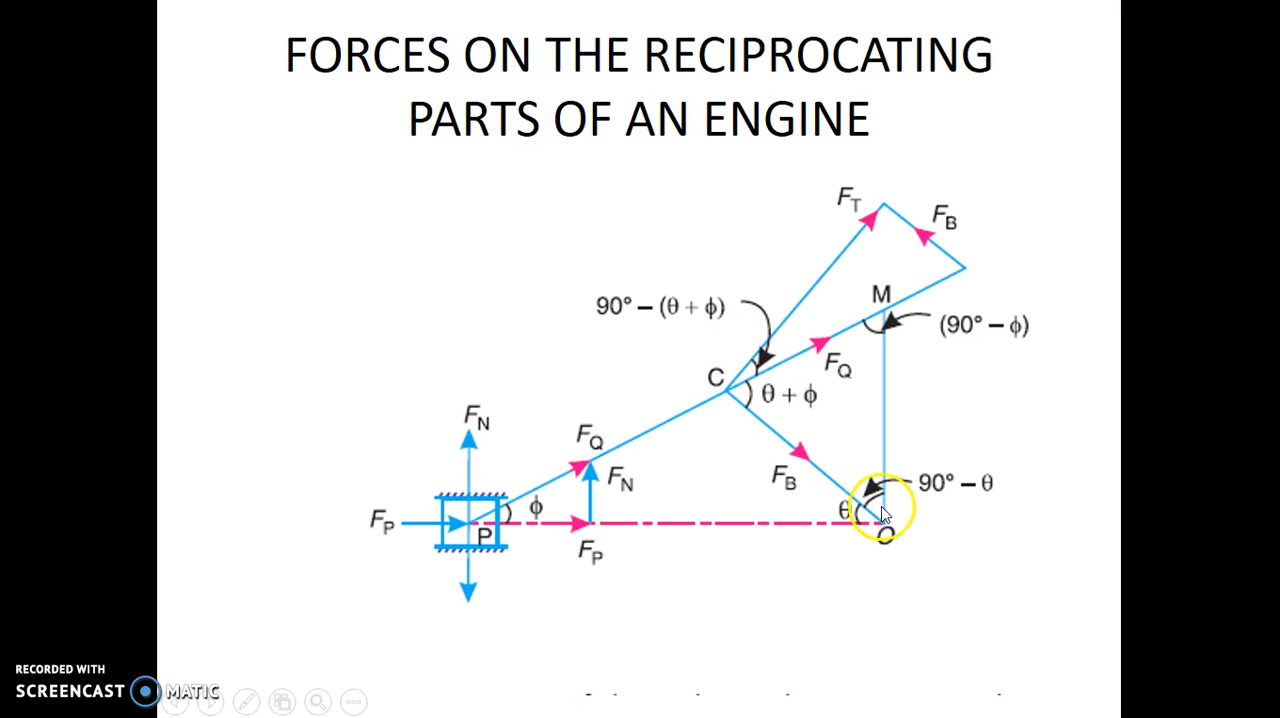 FORCES ON THE RECIPROCATING
PARTS OF AN ENGINE
F_T
F_B
90° – (θ + ϕ)
M
(90° – ϕ)
C
F_Q
θ + ϕ
F_N
F_Q
F_N
F_B
90° – θ
θ
ϕ
F_P
P
O
F_P
RECORDED WITH
SCREENCAST MATIC